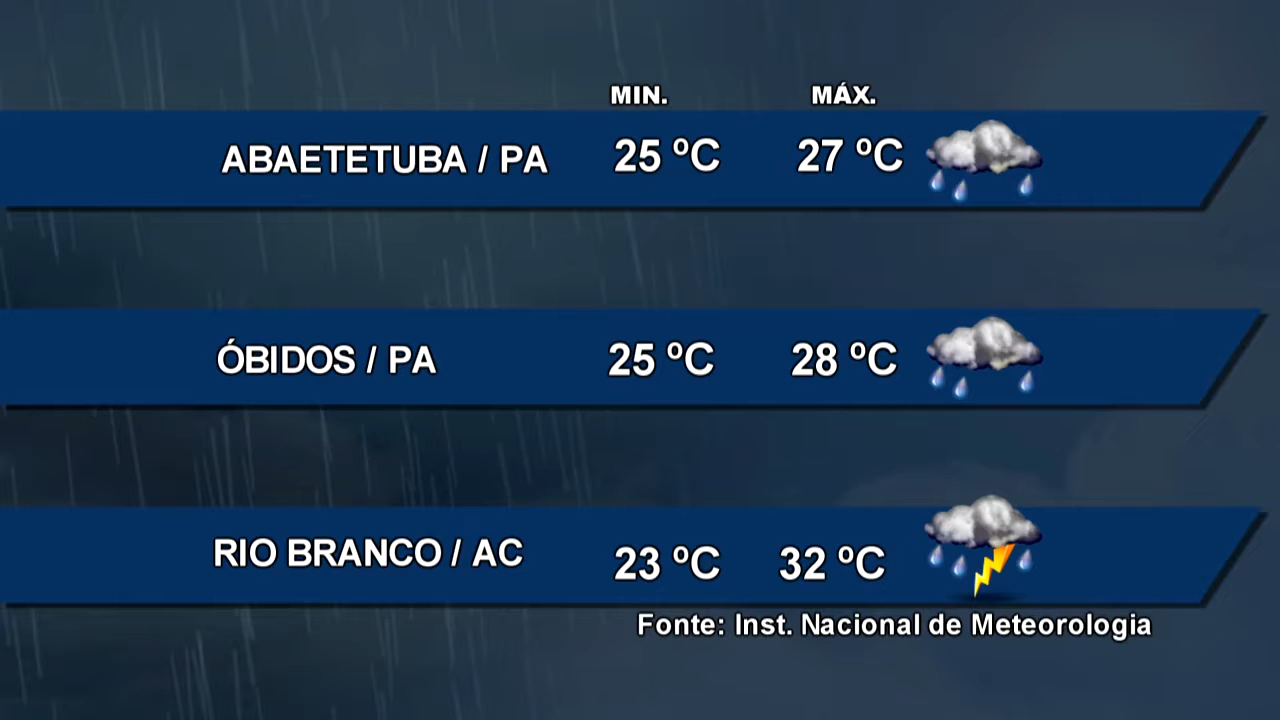 MIN. MÁX.
ABAETETUBA / PA 25 ºC 27 ºC
ÓBIDOS / PA 25 ºC 28 ºC
RIO BRANCO / AC 23 ºC 32 ºC
Fonte: Inst. Nacional de Meteorologia